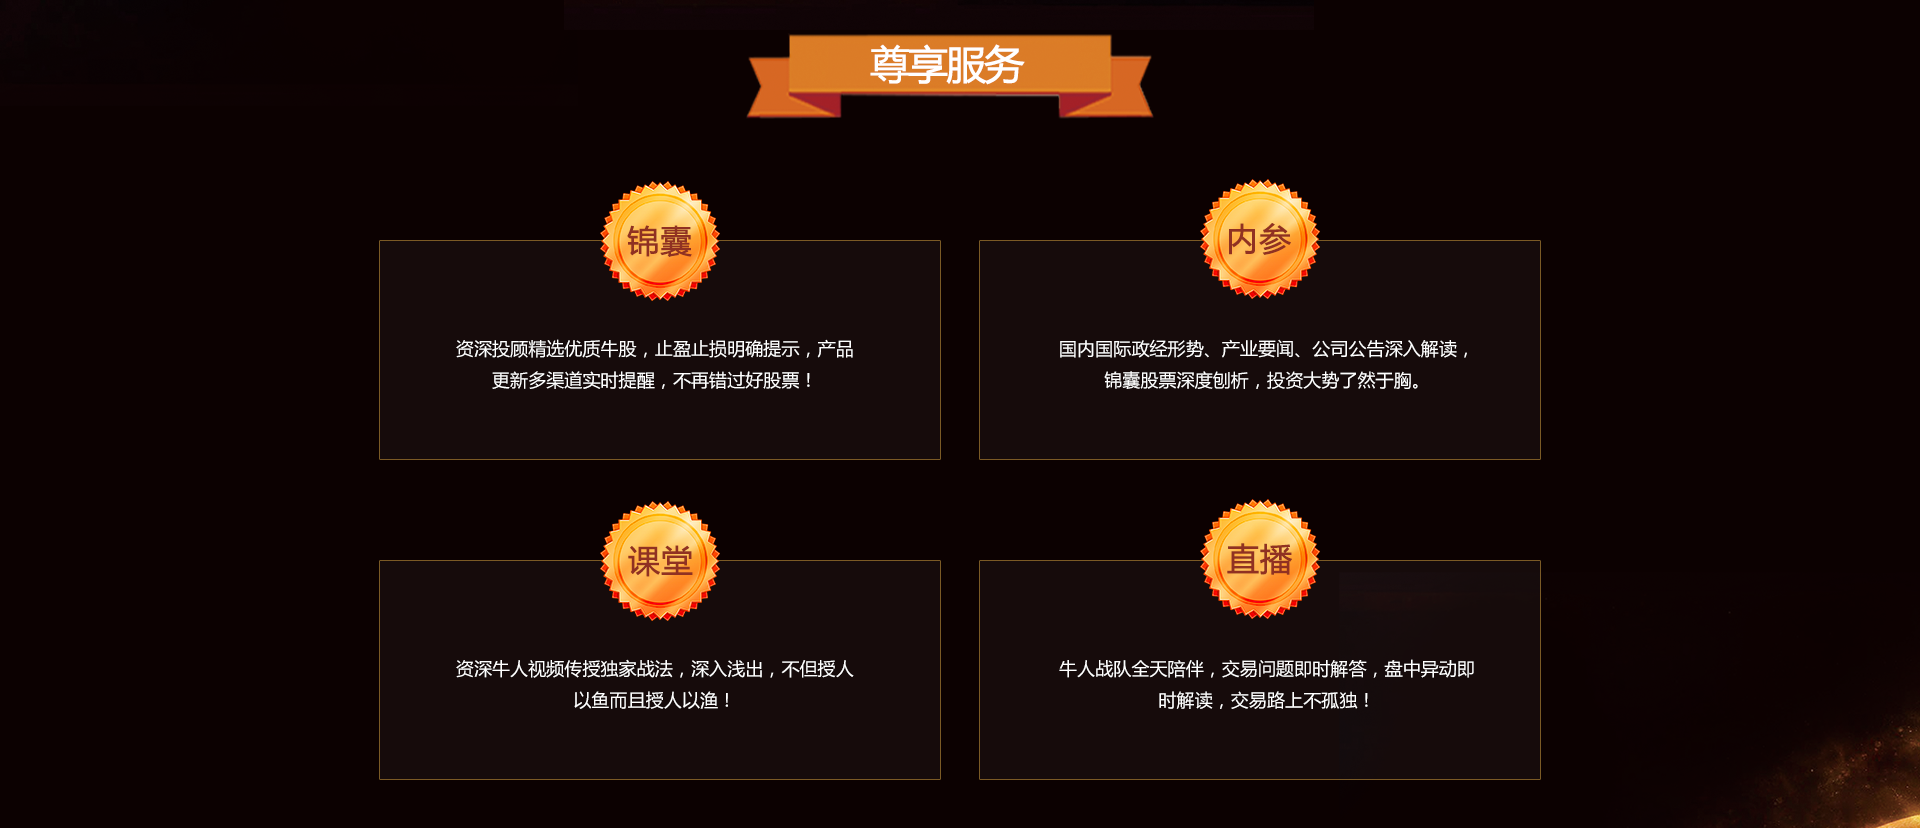 尊享服务
锦囊
资深投顾精选优质牛股，止盈止损明确提示，产品
更新多渠道实时提醒，不再错过好股票！
内参
国内国际政经形势、产业要闻、公司公告深入解读，
锦囊股票深度刨析，投资大势了然于胸。
课堂
资深牛人视频传授独家战法，深入浅出，不但授人
以鱼而且授人以渔！
直播
牛人战队全天陪伴，交易问题即时解答，盘中异动即
时解读，交易路上不孤独！